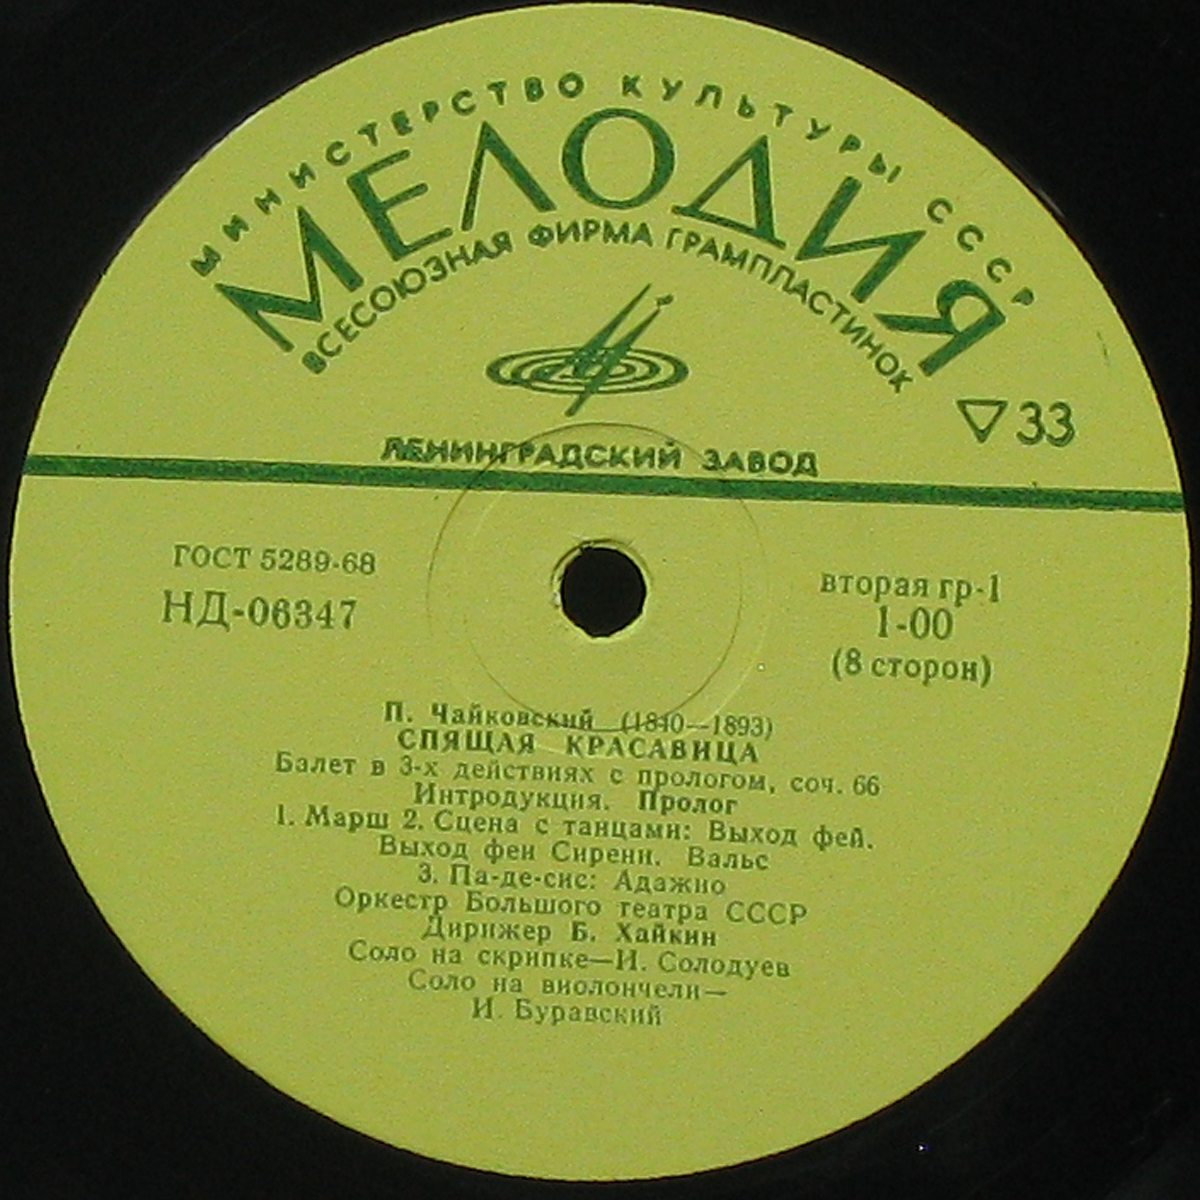 МИНИСТЕРСТВО КУЛЬТУРЫ СССР
МЕЛОДИЯ
ВСЕСОЮЗНАЯ ФИРМА ГРАМПЛАСТИНОК
33
ЛЕНИНГРАДСКИЙ ЗАВОД
ГОСТ 5289-68
НД-06347
вторая гр-1
1-00
(8 сторон)
П. Чайковский (1840—1893)
СПЯЩАЯ КРАСАВИЦА
Балет в 3-х действиях с прологом, соч. 66
Интродукция. Пролог
1. Марш 2. Сцена с танцами: Выход фей.
Выход феи Сирени. Вальс
3. Па-де-сис: Адажио
Оркестр Большого театра СССР
Дирижер Б. Хайкин
Соло на скрипке—И. Солодуев
Соло на виолончели—
И. Буравский